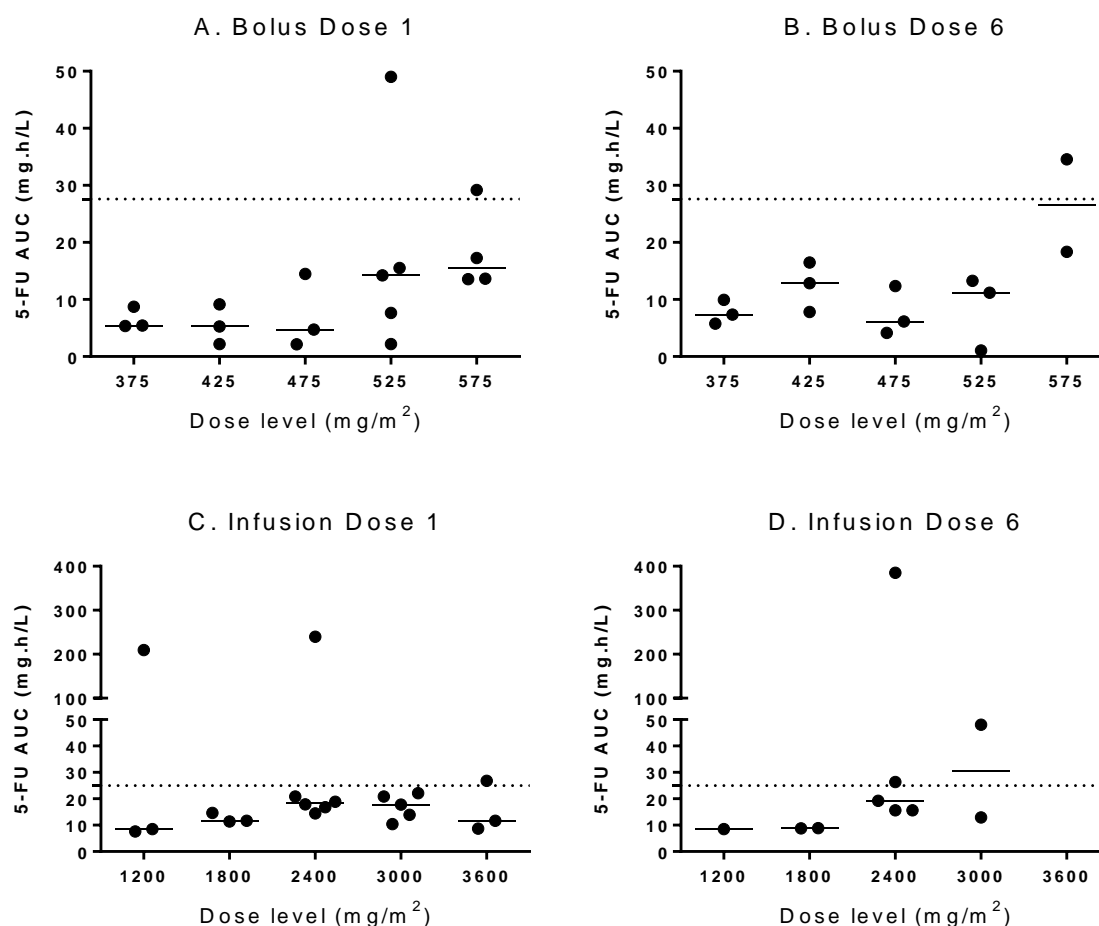 A. Bolus Dose 1
5-FU AUC (mg.h/L)
50
40
30
20
10
0
375 425 475 525 575
Dose level (mg/m²)
B. Bolus Dose 6
5-FU AUC (mg.h/L)
50
40
30
20
10
0
375 425 475 525 575
Dose level (mg/m²)
C. Infusion Dose 1
5-FU AUC (mg.h/L)
400
300
200
100
50
40
30
20
10
0
1200 1800 2400 3000 3600
Dose level (mg/m²)
D. Infusion Dose 6
5-FU AUC (mg.h/L)
400
300
200
100
50
40
30
20
10
0
1200 1800 2400 3000 3600
Dose level (mg/m²)